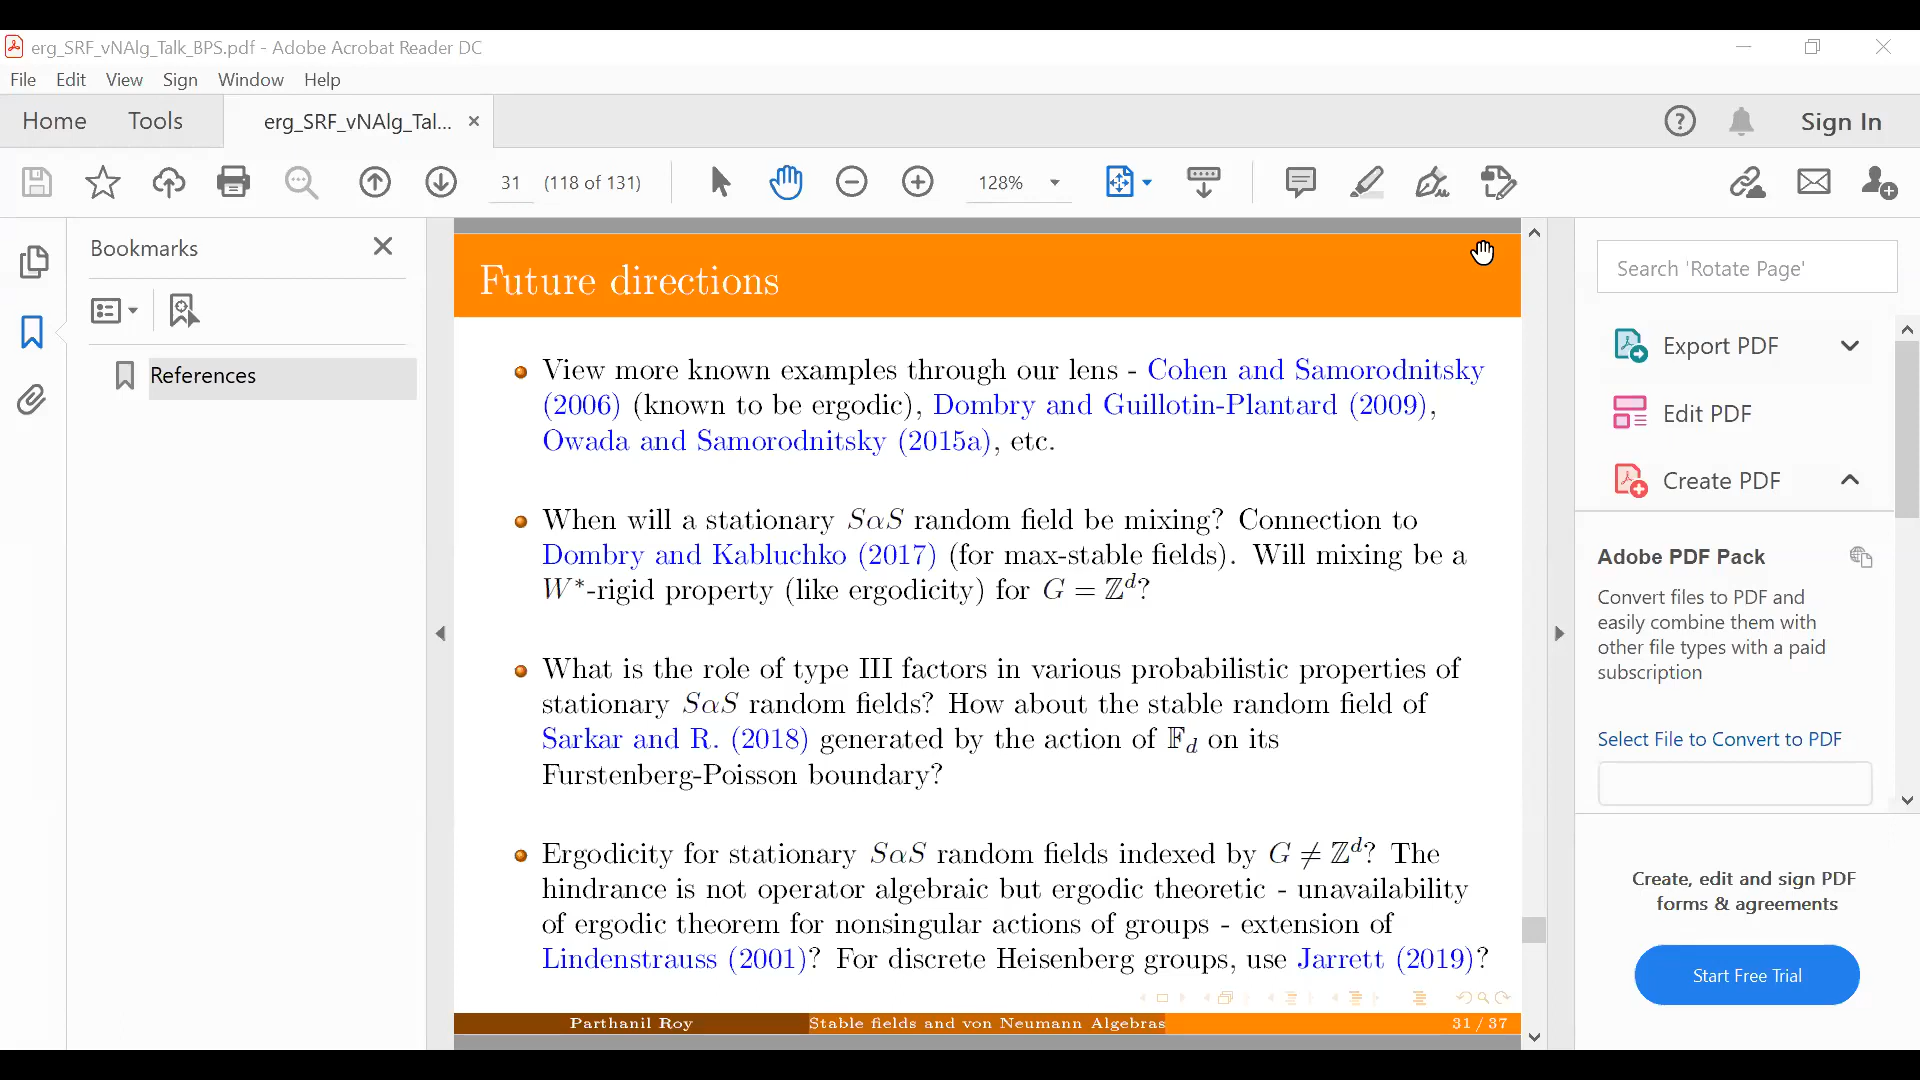 erg_SRF_vNAlg_Talk_BPS.pdf - Adobe Acrobat Reader DC
File Edit View Sign Window Help
Home Tools erg_SRF_vNAlg_Tal... Sign In
31 (118 of 131) 128%
Bookmarks
References
Future directions
View more known examples through our lens - Cohen and Samorodnitsky
(2006) (known to be ergodic), Dombry and Guillotin-Plantard (2009),
Owada and Samorodnitsky (2015a), etc.
When will a stationary SαS random field be mixing? Connection to
Dombry and Kabluchko (2017) (for max-stable fields). Will mixing be a
W*-rigid property (like ergodicity) for G = ℤ^d?
What is the role of type III factors in various probabilistic properties of
stationary SαS random fields? How about the stable random field of
Sarkar and R. (2018) generated by the action of 𝔽_d on its
Furstenberg-Poisson boundary?
Ergodicity for stationary SαS random fields indexed by G ≠ ℤ^d? The
hindrance is not operator algebraic but ergodic theoretic - unavailability
of ergodic theorem for nonsingular actions of groups - extension of
Lindenstrauss (2001)? For discrete Heisenberg groups, use Jarrett (2019)?
Parthanil Roy Stable fields and von Neumann Algebras 31 / 37
Search 'Rotate Page'
Export PDF
Edit PDF
Create PDF
Adobe PDF Pack
Convert files to PDF and
easily combine them with
other file types with a paid
subscription
Select File to Convert to PDF
Create, edit and sign PDF
forms & agreements
Start Free Trial